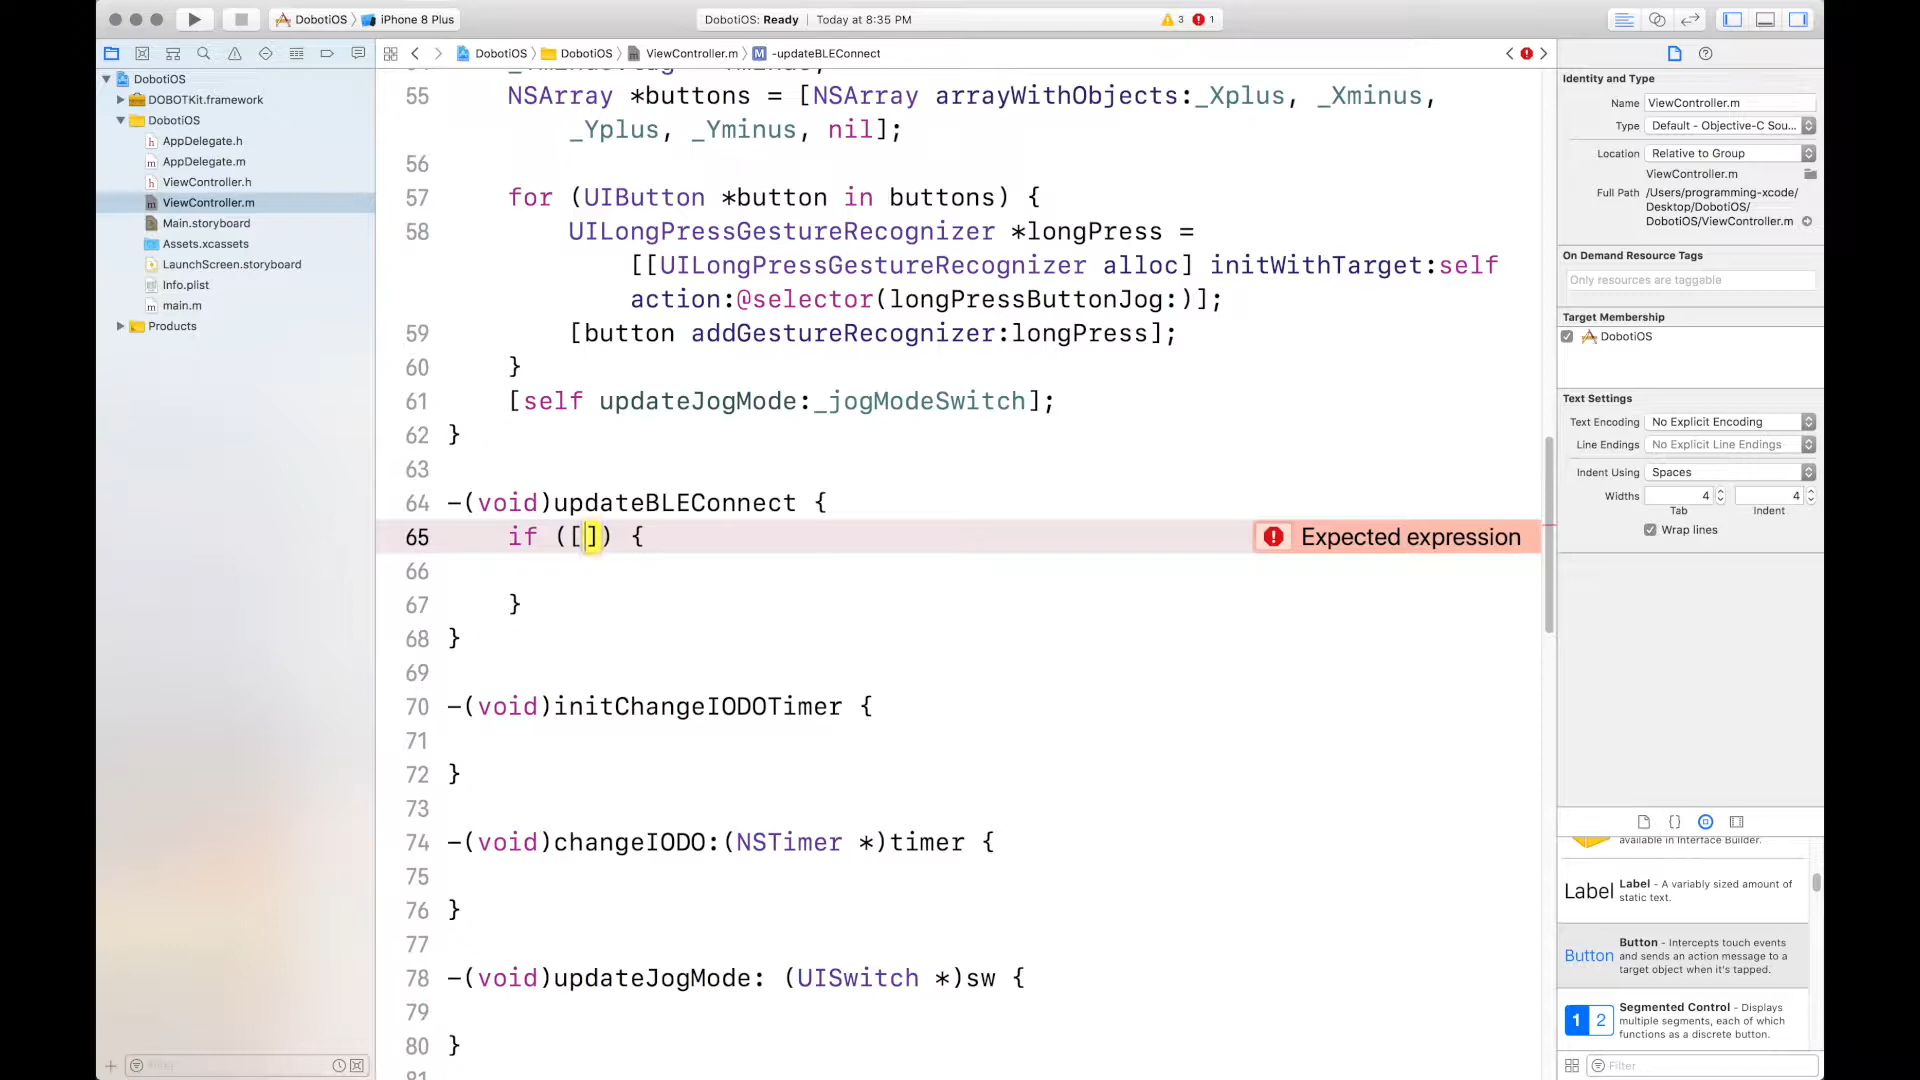 DobotiOS
iPhone 8 Plus
DobotiOS: Ready
Today at 8:35 PM
3
1
DobotiOS
DobotiOS
ViewController.m
M
-updateBLEConnect
DobotiOS
DOBOTKit.framework
DobotiOS
h AppDelegate.h
m AppDelegate.m
h ViewController.h
m ViewController.m
Main.storyboard
Assets.xcassets
LaunchScreen.storyboard
Info.plist
m main.m
Products
55 NSArray *buttons = [NSArray arrayWithObjects:_Xplus, _Xminus,
_Yplus, _Yminus, nil];
56
57 for (UIButton *button in buttons) {
58 UILongPressGestureRecognizer *longPress =
[[UILongPressGestureRecognizer alloc] initWithTarget:self
action:@selector(longPressButtonJog:)];
59 [button addGestureRecognizer:longPress];
60 }
61 [self updateJogMode:_jogModeSwitch];
62 }
63
64 -(void)updateBLEConnect {
65 if ([]) {
Expected expression
66
67 }
68 }
69
70 -(void)initChangeIODOTimer {
71
72 }
73
74 -(void)changeIODO:(NSTimer *)timer {
75
76 }
77
78 -(void)updateJogMode: (UISwitch *)sw {
79
80 }
Identity and Type
Name ViewController.m
Type Default - Objective-C Sou...
Location Relative to Group
ViewController.m
Full Path /Users/programming-xcode/
Desktop/DobotiOS/
DobotiOS/ViewController.m
On Demand Resource Tags
Only resources are taggable
Target Membership
DobotiOS
Text Settings
Text Encoding No Explicit Encoding
Line Endings No Explicit Line Endings
Indent Using Spaces
Widths 4 4
Tab Indent
Wrap lines
available in Interface Builder.
Label
Label - A variably sized amount of
static text.
Button
Button - Intercepts touch events
and sends an action message to a
target object when it's tapped.
1 2
Segmented Control - Displays
multiple segments, each of which
functions as a discrete button.
Filter